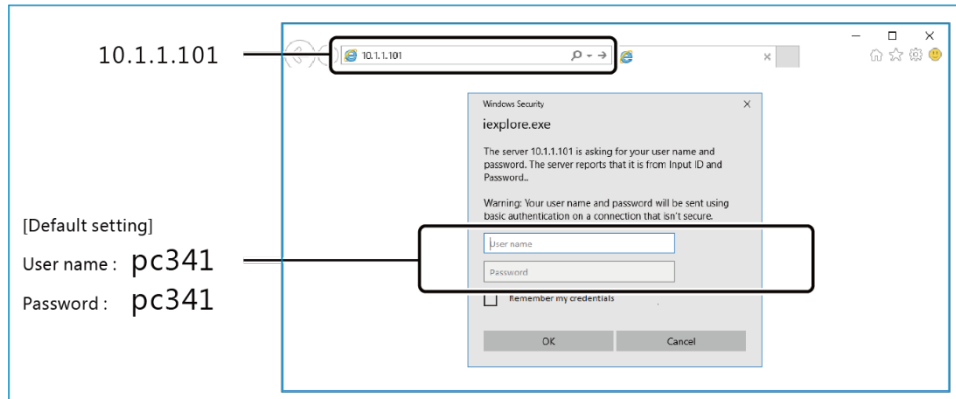 10.1.1.101
10.1.1.101
Windows Security
iexplore.exe
The server 10.1.1.101 is asking for your user name and
password. The server reports that it is from Input ID and
Password..
Warning: Your user name and password will be sent using
basic authentication on a connection that isn't secure.
[Default setting]
User name : pc341
Password : pc341
User name
Password
Remember my credentials
OK Cancel